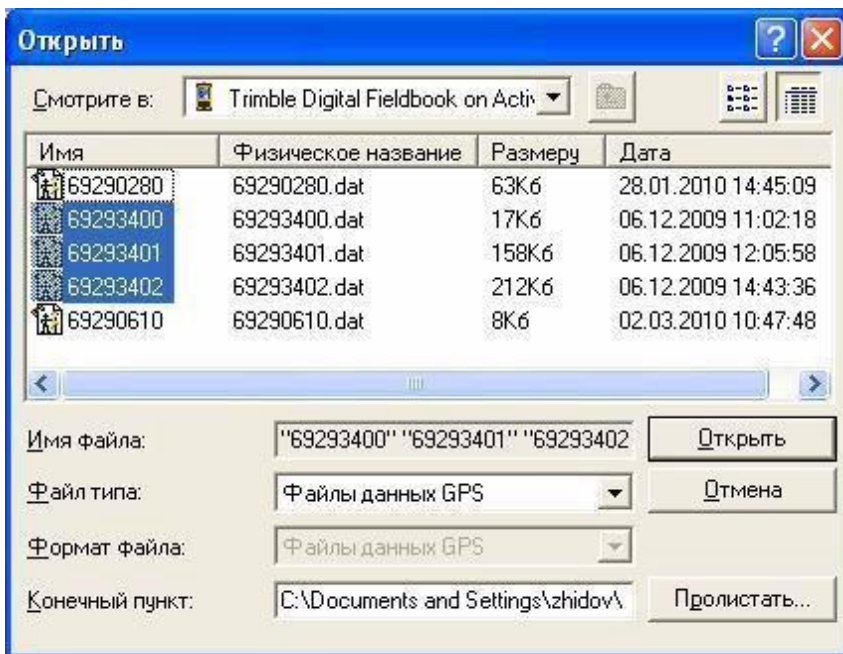 Открыть
Смотрите в: Trimble Digital Fieldbook on Activ
Имя Физическое название Размеру Дата
69290280 69290280.dat 63Кб 28.01.2010 14:45:09
69293400 69293400.dat 17Кб 06.12.2009 11:02:18
69293401 69293401.dat 158Кб 06.12.2009 12:05:58
69293402 69293402.dat 212Кб 06.12.2009 14:43:36
69290610 69290610.dat 8Кб 02.03.2010 10:47:48
Имя файла: "69293400" "69293401" "69293402 Открыть
Файл типа: Файлы данных GPS Отмена
Формат файла: Файлы данных GPS
Конечный пункт: C:\Documents and Settings\zhidov\ Пролистать...